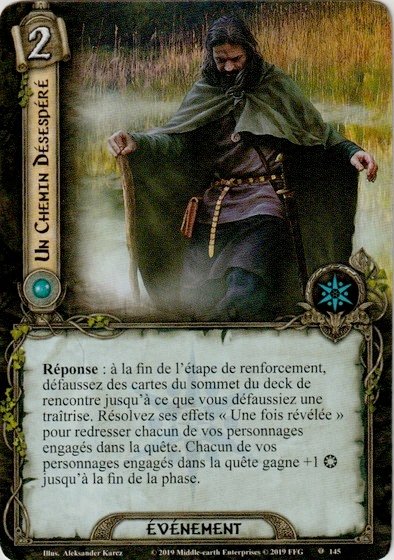 2
Un Chemin Désespéré
Réponse : à la fin de l'étape de renforcement,
défaussez des cartes du sommet du deck de
rencontre jusqu'à ce que vous défaussiez une
traîtrise. Résolvez ses effets « Une fois révélée »
pour redresser chacun de vos personnages
engagés dans la quête. Chacun de vos
personnages engagés dans la quête gagne +1
jusqu'à la fin de la phase.
Événement
Illus. Aleksander Karcz © 2019 Middle-earth Enterprises © 2019 FFG 145